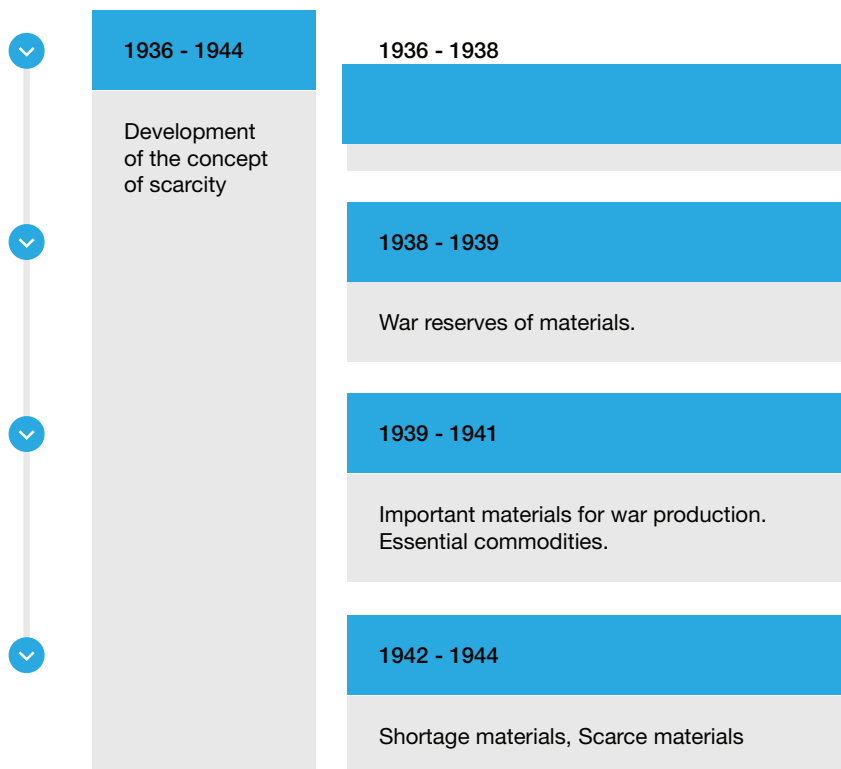 1936 - 1944
Development
of the concept
of scarcity
1936 - 1938
1938 - 1939
War reserves of materials.
1939 - 1941
Important materials for war production.
Essential commodities.
1942 - 1944
Shortage materials, Scarce materials